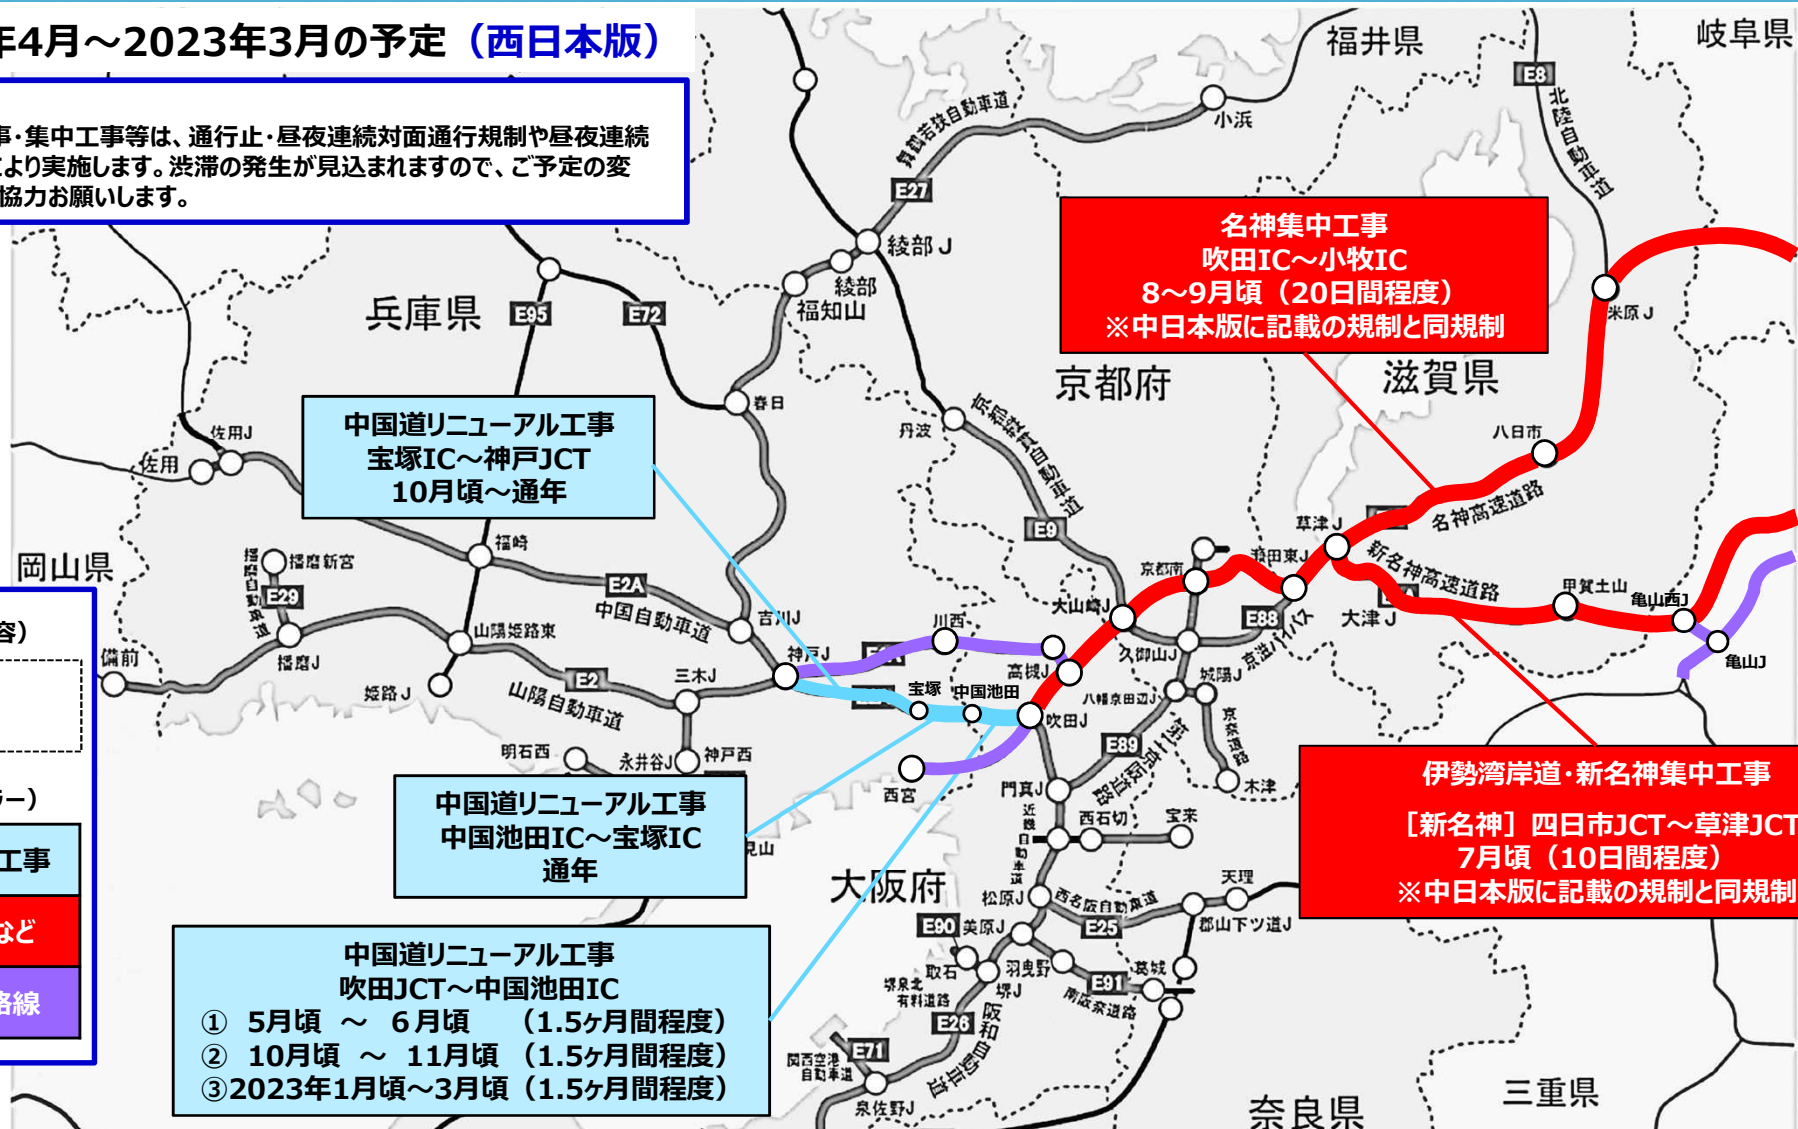 年4月～2023年3月の予定（西日本版）
事・集中工事等は、通行止・昼夜連続対面通行規制や昼夜連続
により実施します。渋滞の発生が見込まれますので、ご予定の変
協力お願いします。
福井県
岐阜県
E8
北陸自動車道
小浜
舞鶴若狭自動車道
E27
名神集中工事
吹田IC～小牧IC
8～9月頃（20日間程度）
※中日本版に記載の規制と同規制
綾部J
綾部
福知山
兵庫県
E95
E72
米原J
京都府
滋賀県
春日
丹波
京都縦貫自動車道
八日市
中国道リニューアル工事
宝塚IC～神戸JCT
10月頃～通年
佐用J
佐用
名神高速道路
草津J
E9
福崎
播磨新宮
播磨自動車道
岡山県
E29
E2A
中国自動車道
京都南
瀬田東J
新名神高速道路
甲賀土山
亀山西J
大津J
大山崎J
E88
京滋バイパス
吉川J
川西
山陽姫路東
容）
備前
播磨J
神戸J
高槻J
久御山J
城陽J
亀山J
姫路J
E2
山陽自動車道
三木J
宝塚
中国池田
吹田J
八幡京田辺J
京奈道路
E89
第二京阪道路
明石西
永井谷J
神戸西
西宮
門真J
木津
伊勢湾岸道・新名神集中工事
［新名神］四日市JCT～草津JCT
7月頃（10日間程度）
※中日本版に記載の規制と同規制
ラー）
中国道リニューアル工事
中国池田IC～宝塚IC
通年
見山
近畿自動車道
西石切
宝来
工事
大阪府
松原J
西名阪自動車道
天理
など
E90
美原J
E25
郡山下ツ道J
中国道リニューアル工事
吹田JCT～中国池田IC
① 5月頃 ～ 6月頃 （1.5ヶ月間程度）
② 10月頃 ～ 11月頃 （1.5ヶ月間程度）
③2023年1月頃～3月頃（1.5ヶ月間程度）
取石
羽曳野
葛城
路線
堺泉北
有料道路
堺J
E91
南阪奈道路
E26
阪和自動車道
関西空港
自動車道
E71
泉佐野J
奈良県
三重県